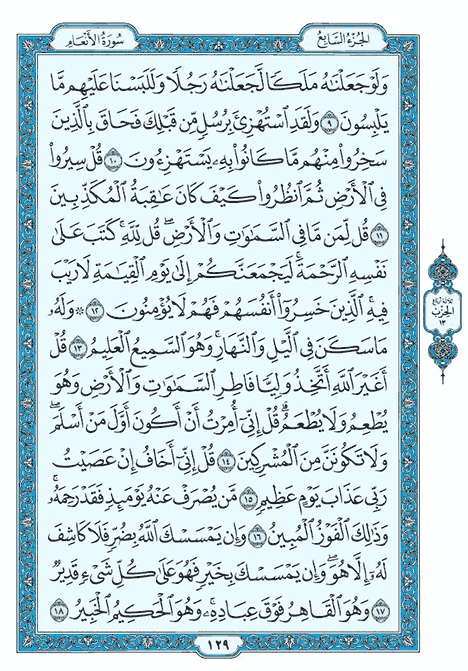 سورة الأنعام
الجزء السابع
وَلَوْ جَعَلْنَٰهُ مَلَكًا لَّجَعَلْنَٰهُ رَجُلًا وَلَلَبَسْنَا عَلَيْهِم مَّا
يَلْبِسُونَ ٩ وَلَقَدِ ٱسْتُهْزِئَ بِرُسُلٍ مِّن قَبْلِكَ فَحَاقَ بِٱلَّذِينَ
سَخِرُوا۟ مِنْهُم مَّا كَانُوا۟ بِهِۦ يَسْتَهْزِءُونَ ١٠ قُلْ سِيرُوا۟
فِى ٱلْأَرْضِ ثُمَّ ٱنظُرُوا۟ كَيْفَ كَانَ عَٰقِبَةُ ٱلْمُكَذِّبِينَ
١١ قُل لِّمَن مَّا فِى ٱلسَّمَٰوَٰتِ وَٱلْأَرْضِ ۖ قُل لِّلَّهِ ۚ كَتَبَ عَلَىٰ
نَفْسِهِ ٱلرَّحْمَةَ ۚ لَيَجْمَعَنَّكُمْ إِلَىٰ يَوْمِ ٱلْقِيَٰمَةِ لَا رَيْبَ
فِيهِ ۚ ٱلَّذِينَ خَسِرُوٓا۟ أَنفُسَهُمْ فَهُمْ لَا يُؤْمِنُونَ ١٢ ۞ وَلَهُۥ
مَا سَكَنَ فِى ٱلَّيْلِ وَٱلنَّهَارِ ۚ وَهُوَ ٱلسَّمِيعُ ٱلْعَلِيمُ ١٣ قُلْ
أَغَيْرَ ٱللَّهِ أَتَّخِذُ وَلِيًّا فَاطِرِ ٱلسَّمَٰوَٰتِ وَٱلْأَرْضِ وَهُوَ
يُطْعِمُ وَلَا يُطْعَمُ ۗ قُلْ إِنِّىٓ أُمِرْتُ أَنْ أَكُونَ أَوَّلَ مَنْ أَسْلَمَ ۖ
وَلَا تَكُونَنَّ مِنَ ٱلْمُشْرِكِينَ ١٤ قُلْ إِنِّىٓ أَخَافُ إِنْ عَصَيْتُ
رَبِّى عَذَابَ يَوْمٍ عَظِيمٍ ١٥ مَّن يُصْرَفْ عَنْهُ يَوْمَئِذٍ فَقَدْ رَحِمَهُۥ ۚ
وَذَٰلِكَ ٱلْفَوْزُ ٱلْمُبِينُ ١٦ وَإِن يَمْسَسْكَ ٱللَّهُ بِضُرٍّ فَلَا كَاشِفَ
لَهُۥٓ إِلَّا هُوَ ۖ وَإِن يَمْسَسْكَ بِخَيْرٍ فَهُوَ عَلَىٰ كُلِّ شَىْءٍ قَدِيرٌ
١٧ وَهُوَ ٱلْقَاهِرُ فَوْقَ عِبَادِهِۦ ۚ وَهُوَ ٱلْحَكِيمُ ٱلْخَبِيرُ ١٨
ثلاثة أرباع
الحزب
١٣
١٢٩